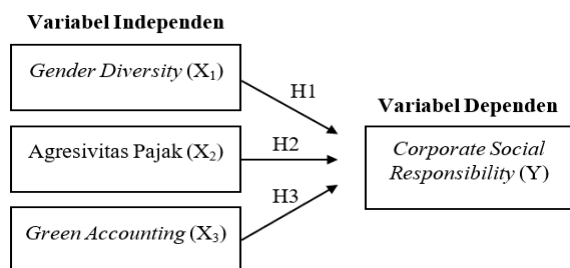 Variabel Independen
Gender Diversity (X₁)
H1
Variabel Dependen
Agresivitas Pajak (X₂)
H2
Corporate Social
Responsibility (Y)
H3
Green Accounting (X₃)